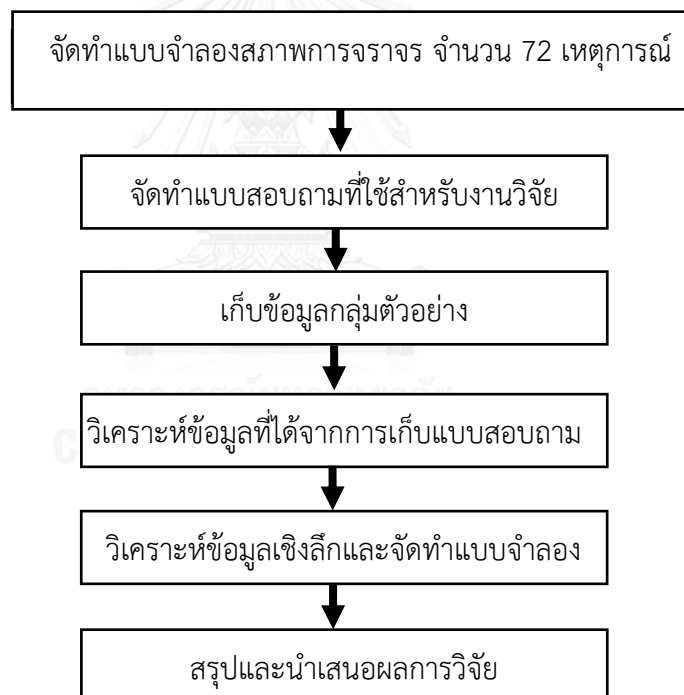 จัดทำแบบจำลองสภาพการจราจร จำนวน 72 เหตุการณ์
จัดทำแบบสอบถามที่ใช้สำหรับงานวิจัย
เก็บข้อมูลกลุ่มตัวอย่าง
วิเคราะห์ข้อมูลที่ได้จากการเก็บแบบสอบถาม
วิเคราะห์ข้อมูลเชิงลึกและจัดทำแบบจำลอง
สรุปและนำเสนอผลการวิจัย